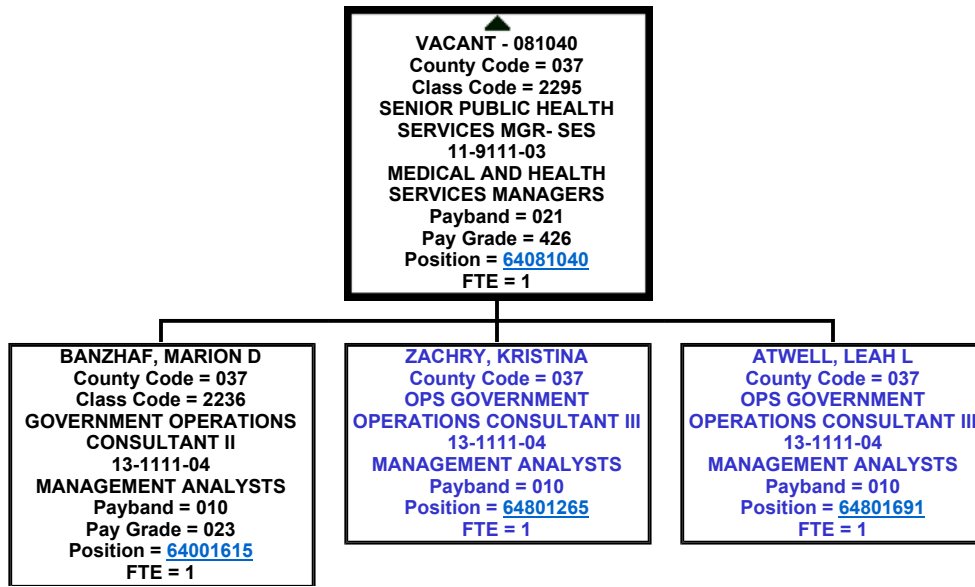 VACANT - 081040
County Code = 037
Class Code = 2295
SENIOR PUBLIC HEALTH
SERVICES MGR- SES
11-9111-03
MEDICAL AND HEALTH
SERVICES MANAGERS
Payband = 021
Pay Grade = 426
Position = 64081040
FTE = 1
BANZHAF, MARION D
County Code = 037
Class Code = 2236
GOVERNMENT OPERATIONS
CONSULTANT II
13-1111-04
MANAGEMENT ANALYSTS
Payband = 010
Pay Grade = 023
Position = 64001615
FTE = 1
ZACHRY, KRISTINA
County Code = 037
OPS GOVERNMENT
OPERATIONS CONSULTANT III
13-1111-04
MANAGEMENT ANALYSTS
Payband = 010
Position = 64801265
FTE = 1
ATWELL, LEAH L
County Code = 037
OPS GOVERNMENT
OPERATIONS CONSULTANT III
13-1111-04
MANAGEMENT ANALYSTS
Payband = 010
Position = 64801691
FTE = 1